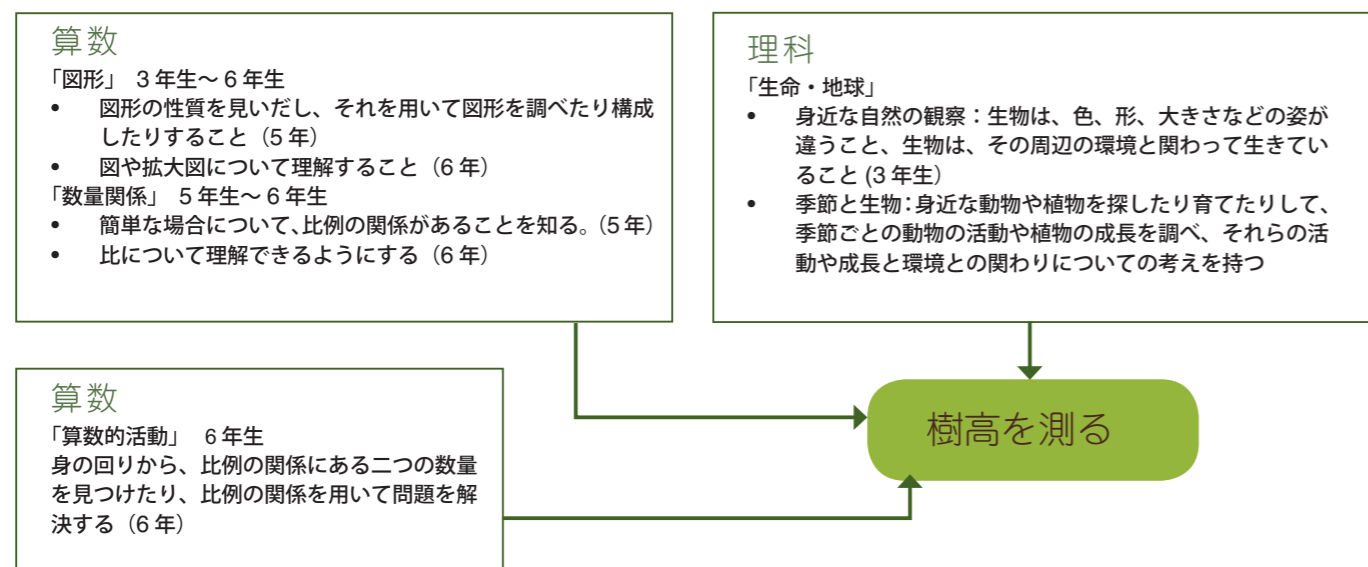 算数
「図形」 3年生～6年生
• 図形の性質を見いだし、それを用いて図形を調べたり構成
したりすること（5年）
• 図や拡大図について理解すること（6年）
「数量関係」 5年生～6年生
• 簡単な場合について、比例の関係があることを知る。（5年）
• 比について理解できるようにする（6年）
理科
「生命・地球」
• 身近な自然の観察：生物は、色、形、大きさなどの姿が
違うこと、生物は、その周辺の環境と関わって生きてい
ること(3年生）
• 季節と生物：身近な動物や植物を探したり育てたりして、
季節ごとの動物の活動や植物の成長を調べ、それらの活
動や成長と環境との関わりについての考えを持つ
算数
「算数的活動」 6年生
身の回りから、比例の関係にある二つの数量
を見つけたり、比例の関係を用いて問題を解
決する（6年）
樹高を測る